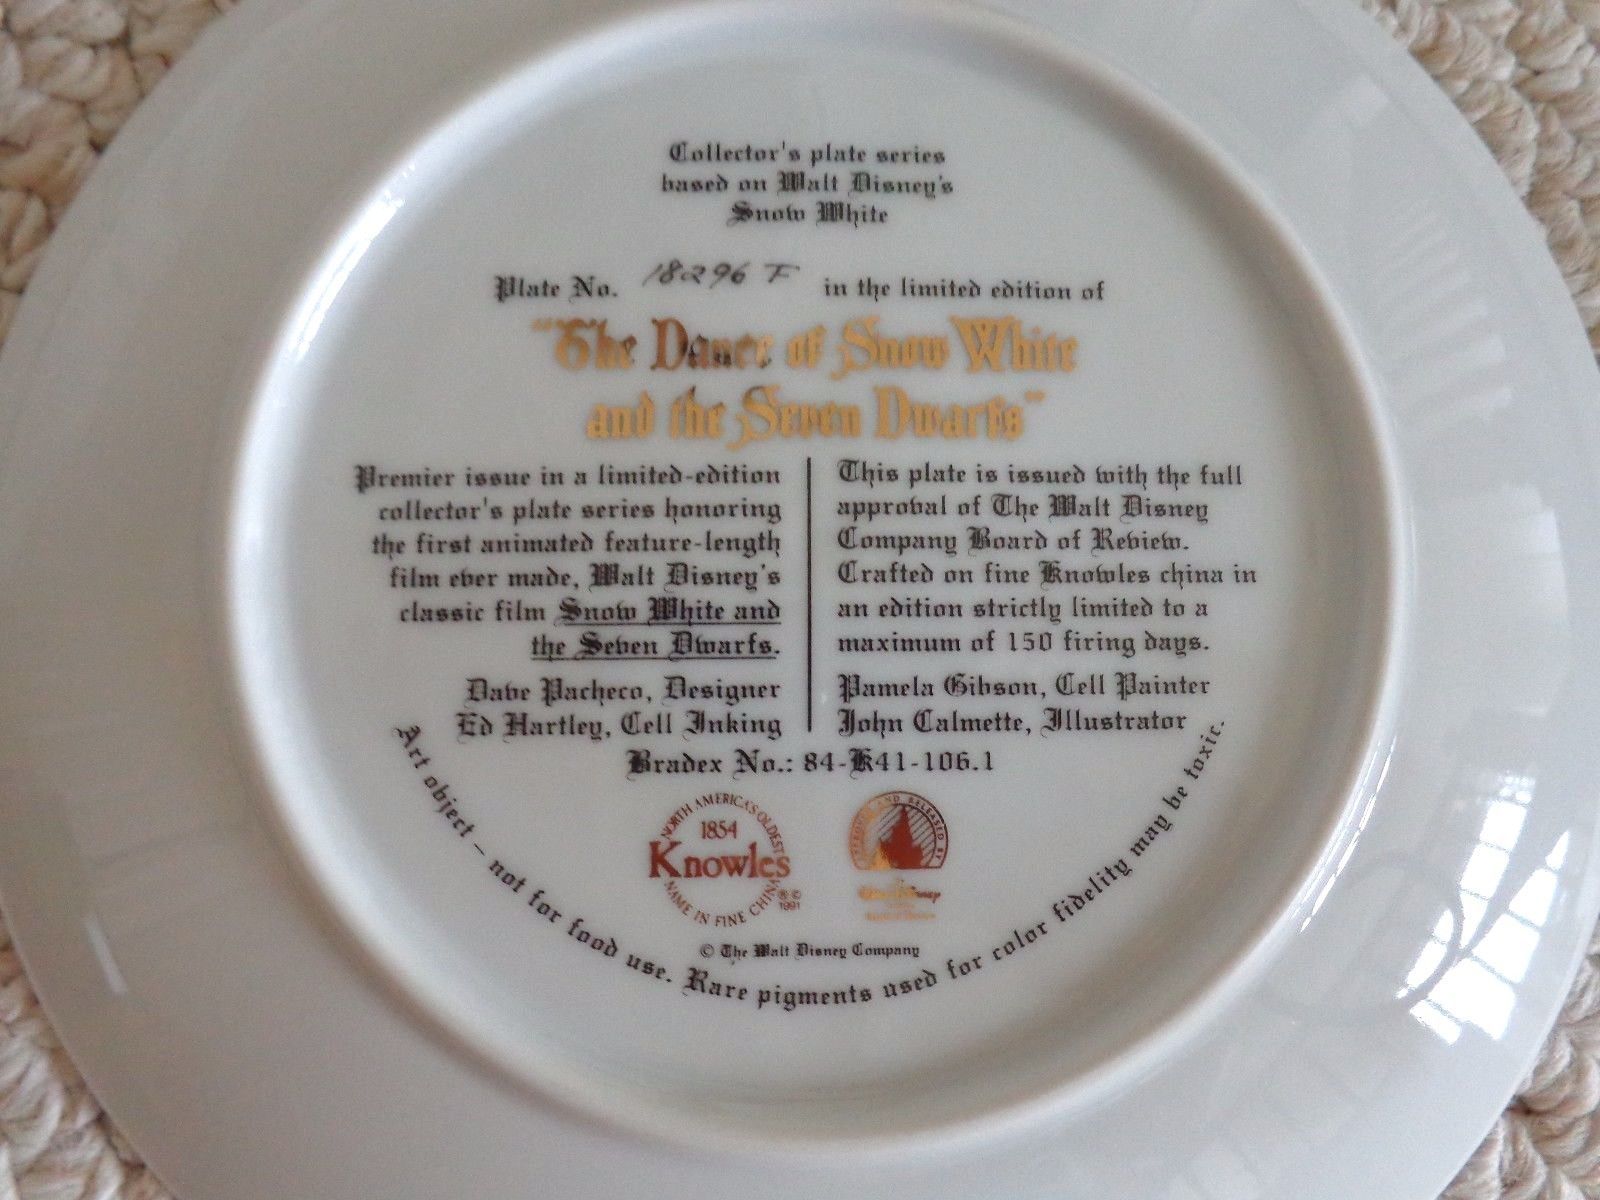 Collector's plate series
based on Walt Disney's
Snow White
Plate No. 18296 F in the limited edition of
"The Dance of Snow White
and the Seven Dwarfs"
Premier issue in a limited-edition
collector's plate series honoring
the first animated feature-length
film ever made, Walt Disney's
classic film Snow White and
the Seven Dwarfs.
Dave Pacheco, Designer
Ed Hartley, Cell Inking
This plate is issued with the full
approval of The Walt Disney
Company Board of Review.
Crafted on fine Knowles china in
an edition strictly limited to a
maximum of 150 firing days.
Pamela Gibson, Cell Painter
John Calmette, Illustrator
Bradex No.: 84-K41-106.1
NORTH AMERICA'S OLDEST
1854
Knowles
NAME IN FINE CHINA
® ©
1991
APPROVED AND RELEASED BY
Walt Disney
© The Walt Disney Company
Art object – not for food use. Rare pigments used for color fidelity may be toxic.